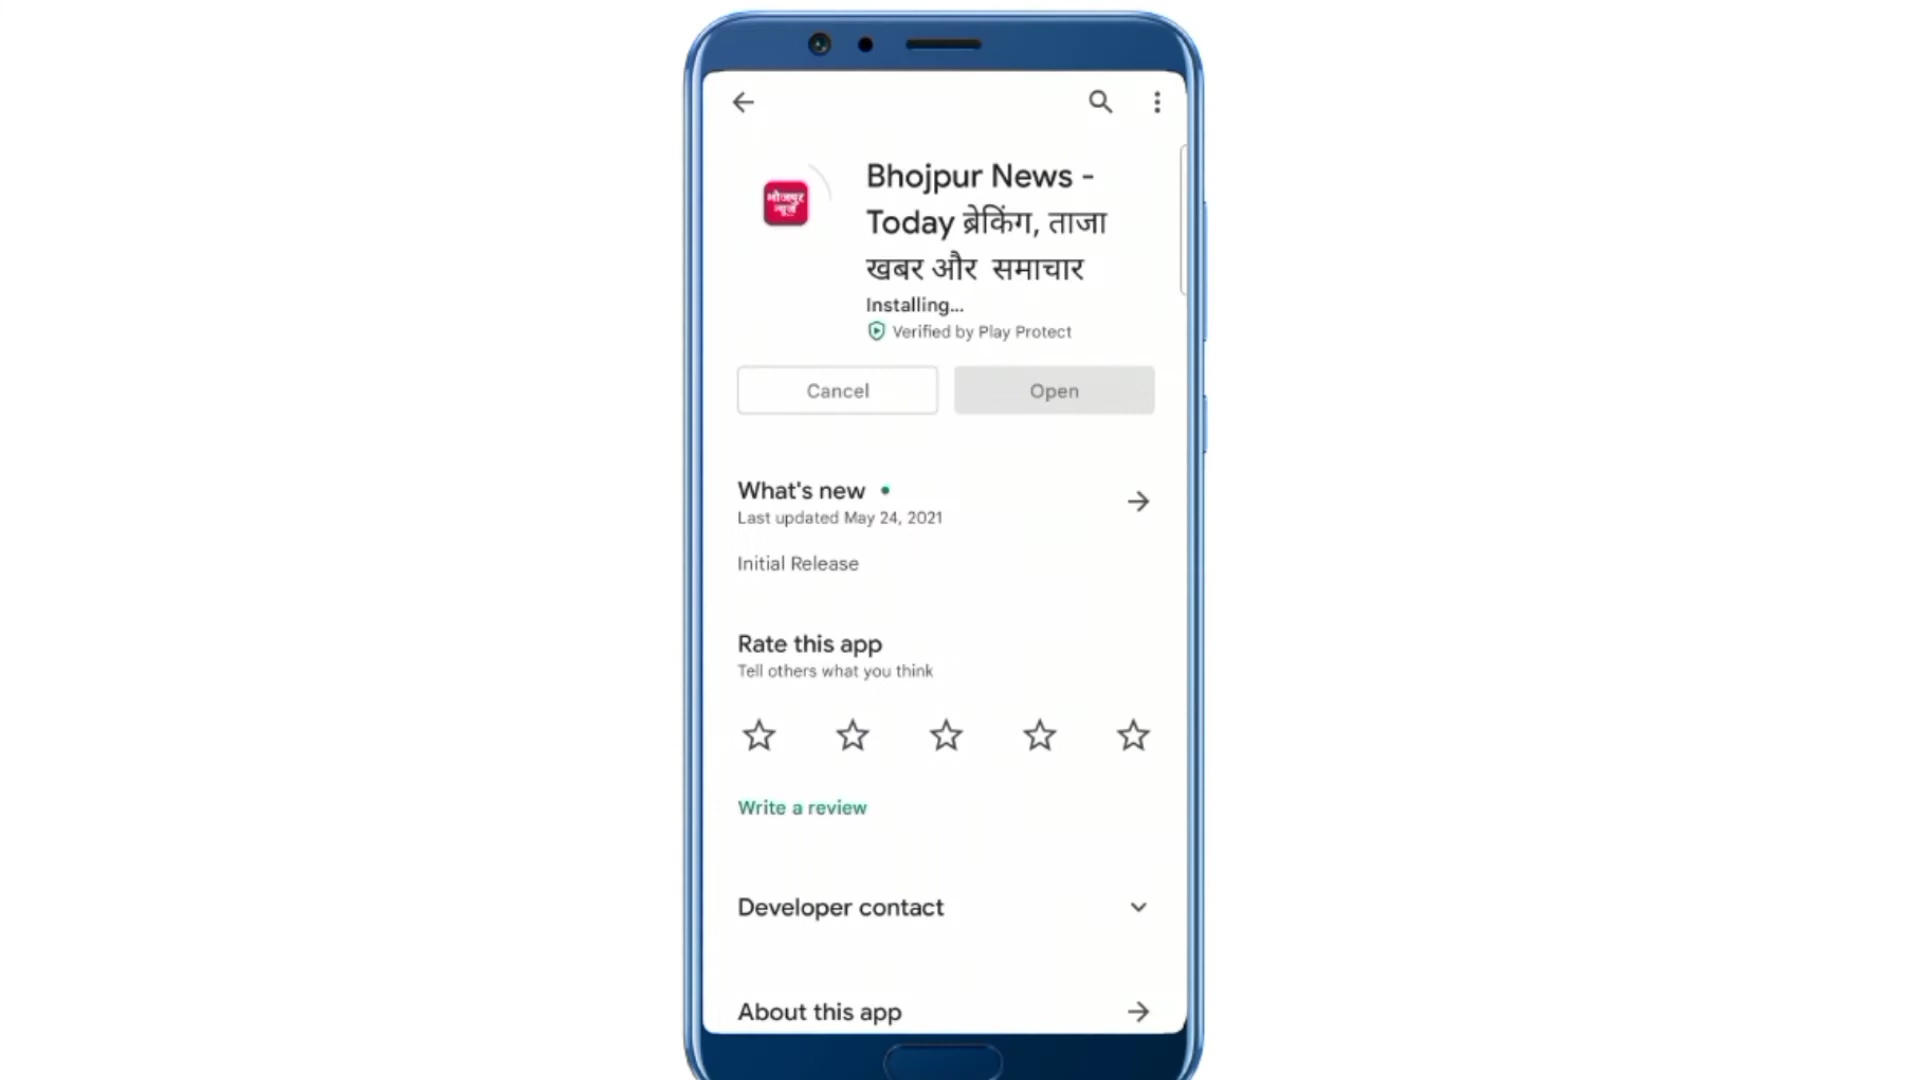 भोजपुर
न्यूज
Bhojpur News -
Today ब्रेकिंग, ताजा
खबर और समाचार
Installing...
Verified by Play Protect
Cancel
Open
What's new
Last updated May 24, 2021
Initial Release
Rate this app
Tell others what you think
Write a review
Developer contact
About this app